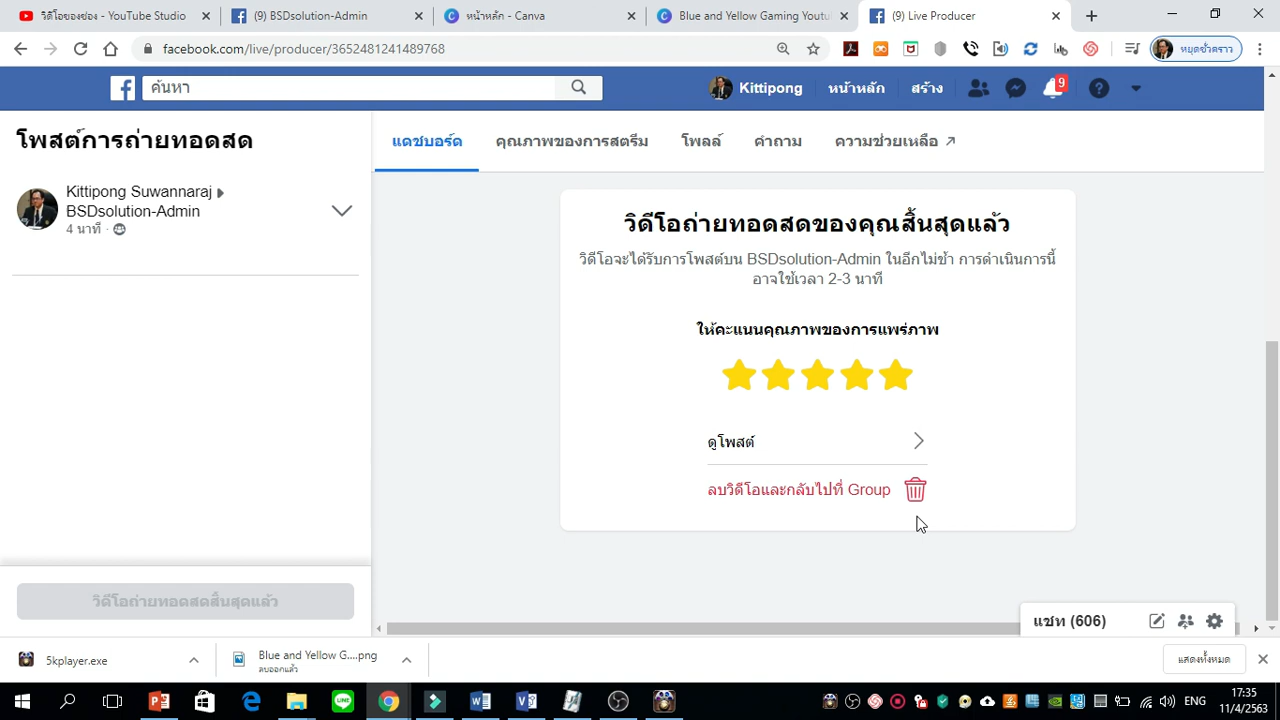 วิดีโอของช่อง - YouTube Studio
(9) BSDsolution-Admin
หน้าหลัก - Canva
Blue and Yellow Gaming Youtu
(9) Live Producer
facebook.com/live/producer/3652481241489768
หยุดชั่วคราว
ค้นหา
Kittipong
หน้าหลัก
สร้าง
9
โพสต์การถ่ายทอดสด
แดชบอร์ด
คุณภาพของการสตรีม
โพลล์
คำถาม
ความช่วยเหลือ
Kittipong Suwannaraj
BSDsolution-Admin
4 นาที ·
วิดีโอถ่ายทอดสดของคุณสิ้นสุดแล้ว
วิดีโอจะได้รับการโพสต์บน BSDsolution-Admin ในอีกไม่ช้า การดำเนินการนี้
อาจใช้เวลา 2-3 นาที
ให้คะแนนคุณภาพของการแพร่ภาพ
ดูโพสต์
ลบวิดีโอและกลับไปที่ Group
วิดีโอถ่ายทอดสดสิ้นสุดแล้ว
แชท (606)
5kplayer.exe
Blue and Yellow G....png
ลบออกแล้ว
แสดงทั้งหมด
ENG
17:35
11/4/2563